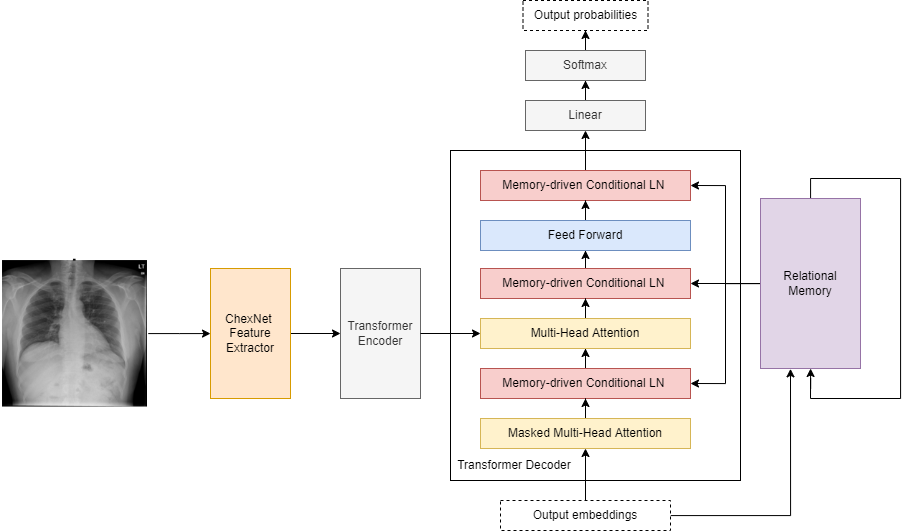 Output probabilities
Softmax
Linear
Memory-driven Conditional LN
Feed Forward
Memory-driven Conditional LN
Relational
Memory
LT
ChexNet
Feature
Extractor
Transformer
Encoder
Multi-Head Attention
Memory-driven Conditional LN
Masked Multi-Head Attention
Transformer Decoder
Output embeddings